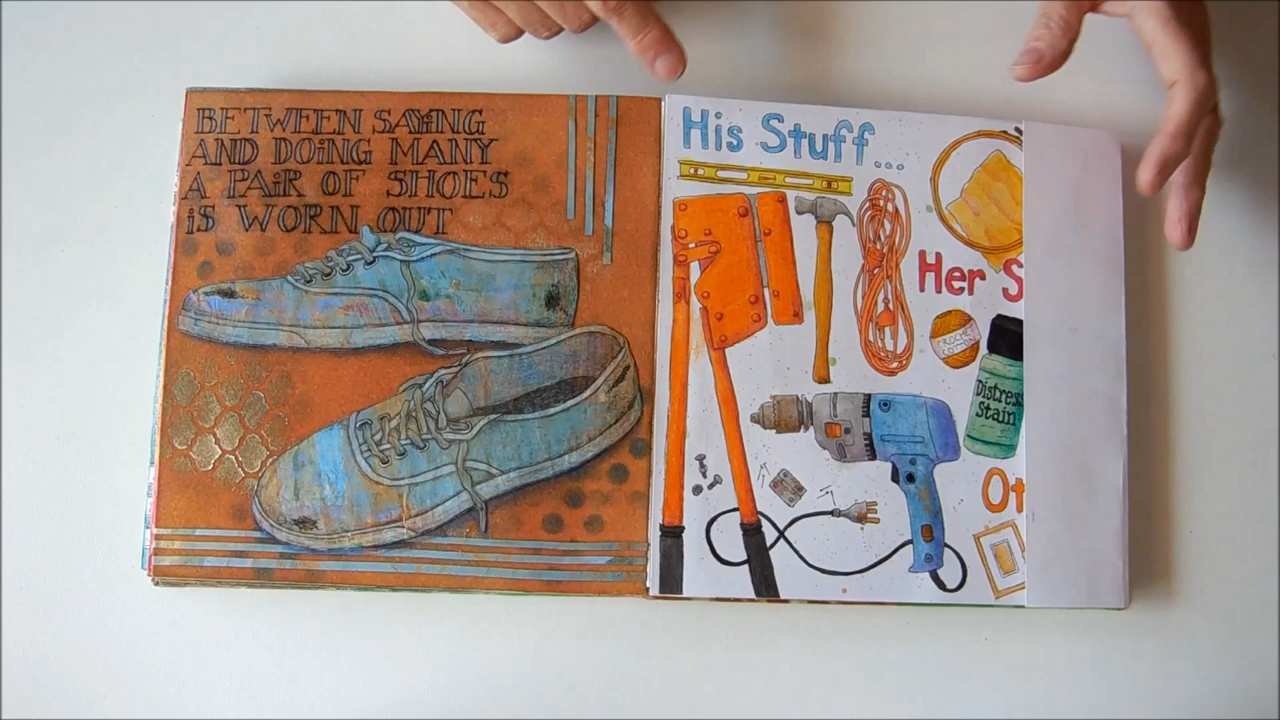 BETWEEN SAYiNG
AND DOiNG MANY
A PAiR OF SHOES
iS WORN OUT
His Stuff...
Her S
CROCHET
COTTON
Distress
Stain
Ot